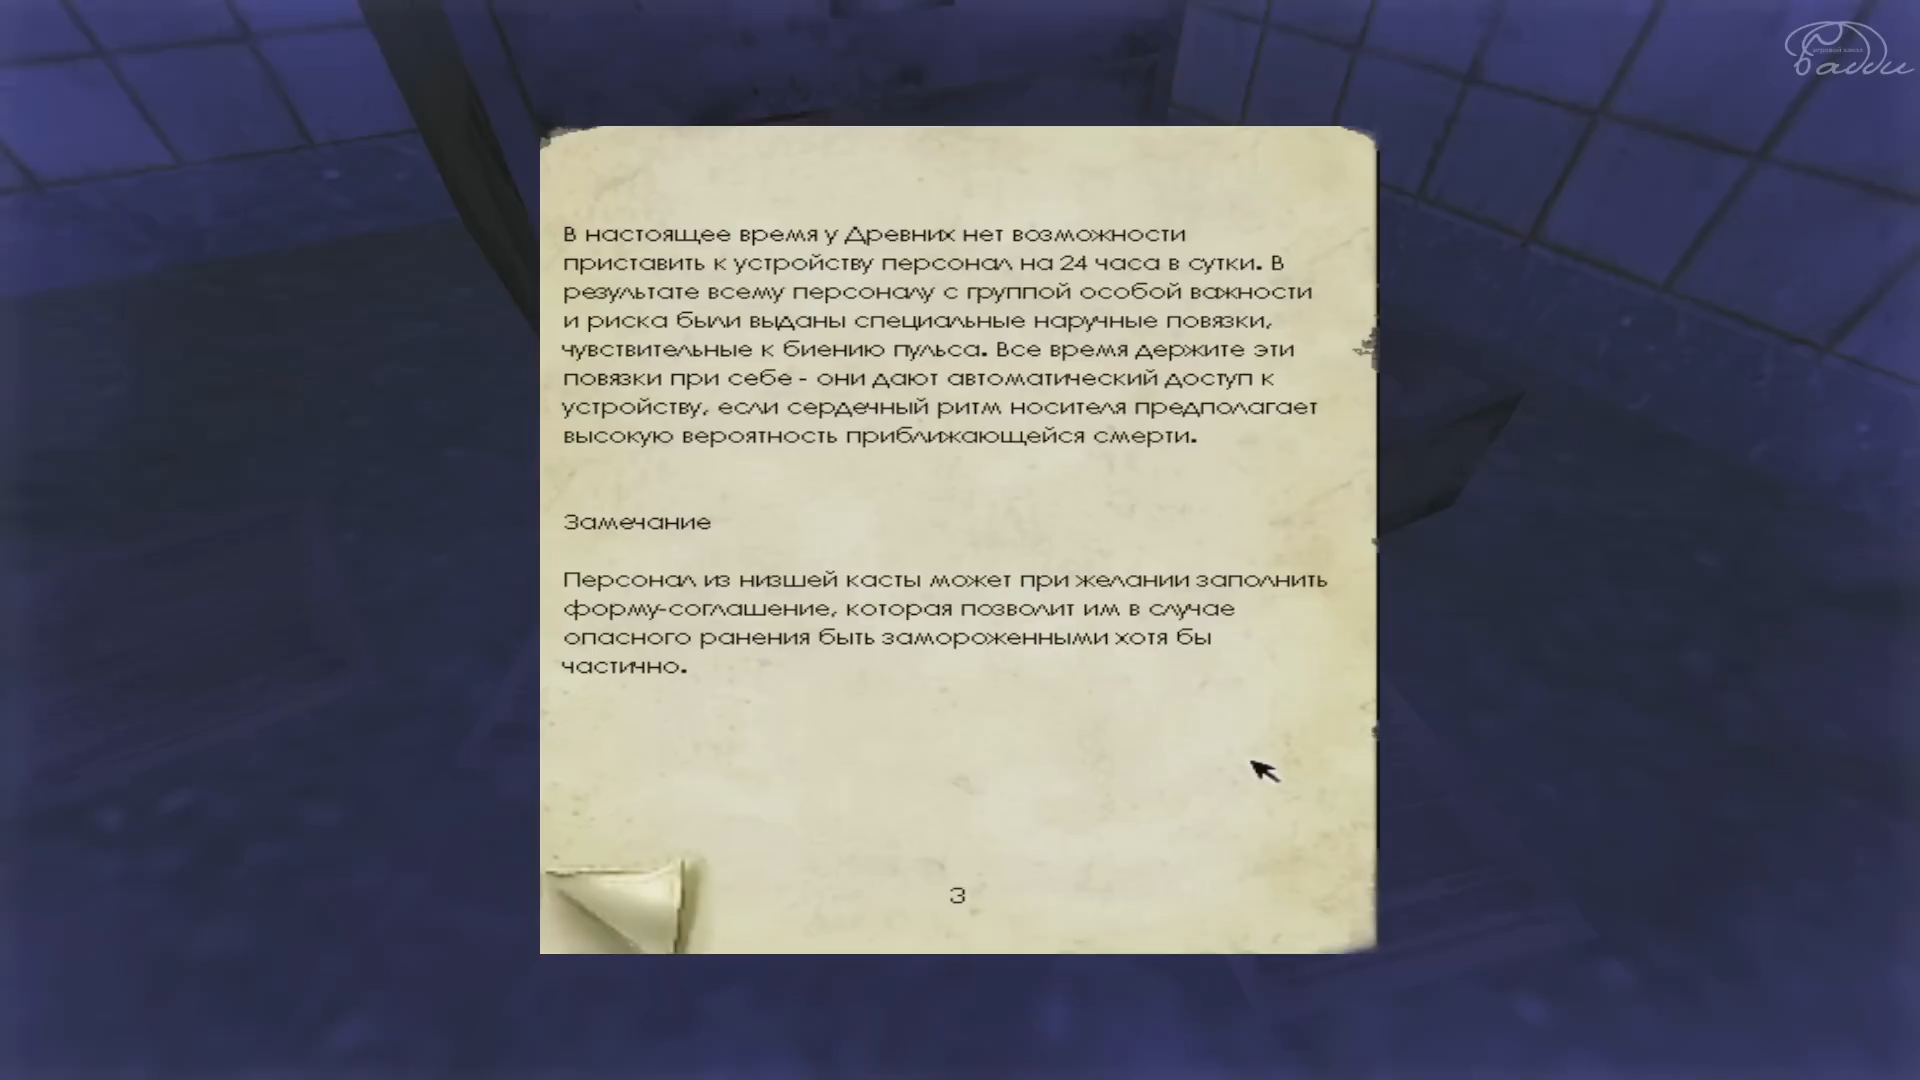 Бадди
В настоящее время у Древних нет возможности
приставить к устройству персонал на 24 часа в сутки. В
результате всему персоналу с группой особой важности
и риска были выданы специальные наручные повязки,
чувствительные к биению пульса. Все время держите эти
повязки при себе - они дают автоматический доступ к
устройству, если сердечный ритм носителя предполагает
высокую вероятность приближающейся смерти.
Замечание
Персонал из низшей касты может при желании заполнить
форму-соглашение, которая позволит им в случае
опасного ранения быть замороженными хотя бы
частично.
3